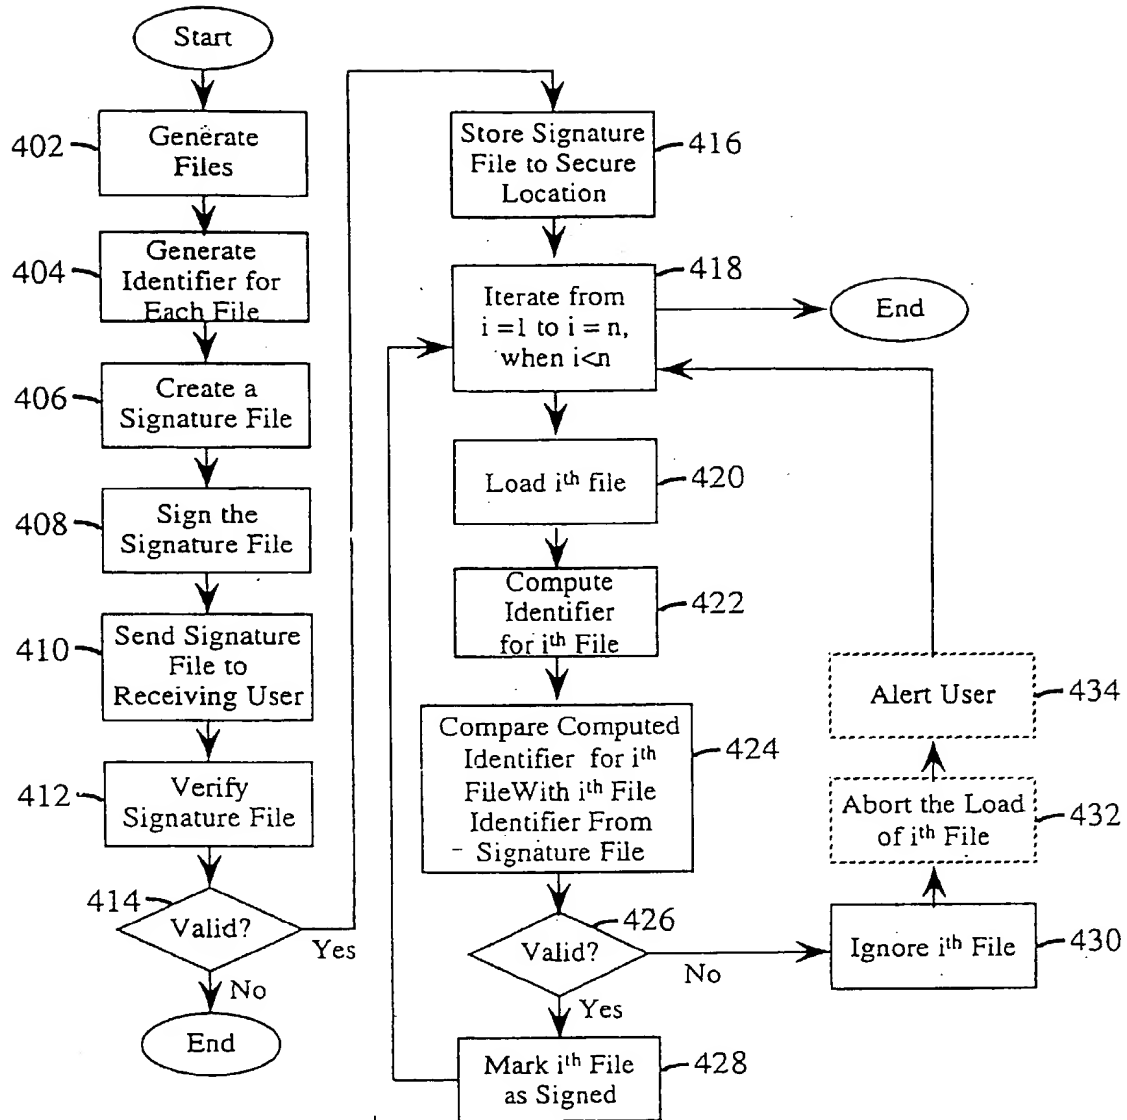 Start
402
Generate
Files
404
Generate
Identifier for
Each File
406
Create a
Signature File
408
Sign the
Signature File
410
Send Signature
File to
Receiving User
412
Verify
Signature File
414
Valid?
Yes
No
End
Store Signature
File to Secure
Location
416
418
Iterate from
i =1 to i = n,
when i<n
End
Load ith file
420
Compute
Identifier
for ith File
422
Compare Computed
Identifier for ith
FileWith ith File
Identifier From
Signature File
424
426
Valid?
No
Yes
Mark ith File
as Signed
428
Ignore ith File
430
Abort the Load
of ith File
432
Alert User
434